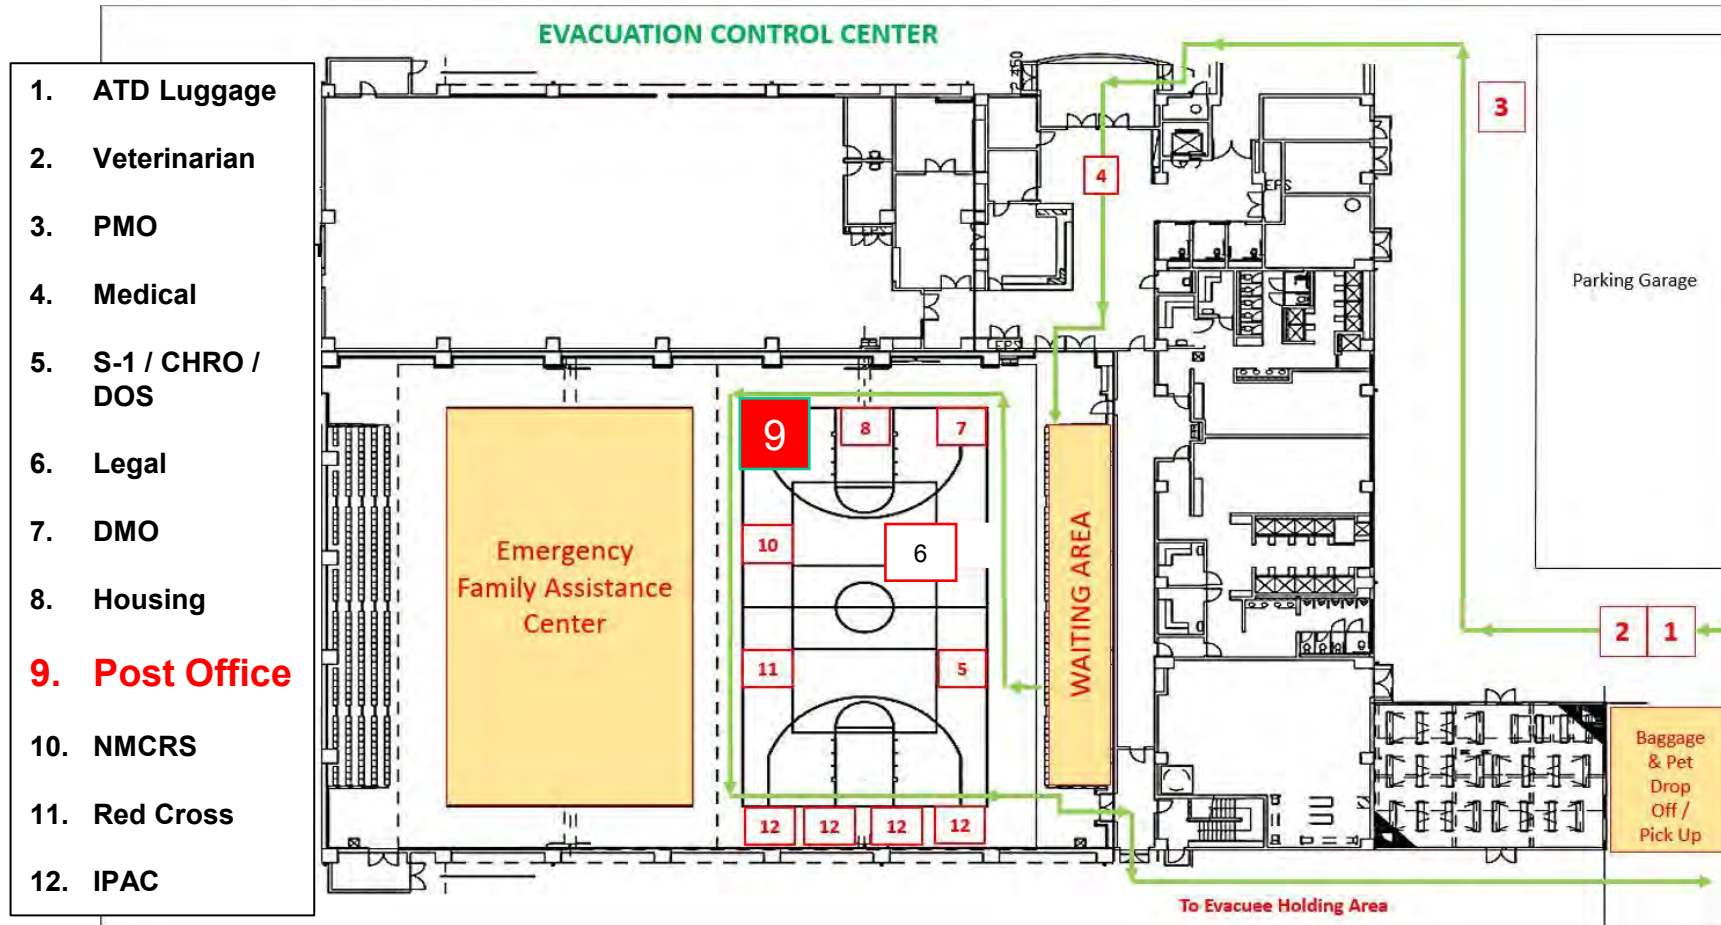 EVACUATION CONTROL CENTER
1. ATD Luggage
2. Veterinarian
3. PMO
4. Medical
5. S-1 / CHRO /
DOS
6. Legal
7. DMO
8. Housing
9. Post Office
10. NMCRS
11. Red Cross
12. IPAC
3
4
EPS
Parking Garage
EPS
EPS
9
8
7
10
6
Emergency
Family Assistance
Center
WAITING AREA
11
5
2
1
12
12
12
12
Baggage
& Pet
Drop
Off /
Pick Up
To Evacuee Holding Area